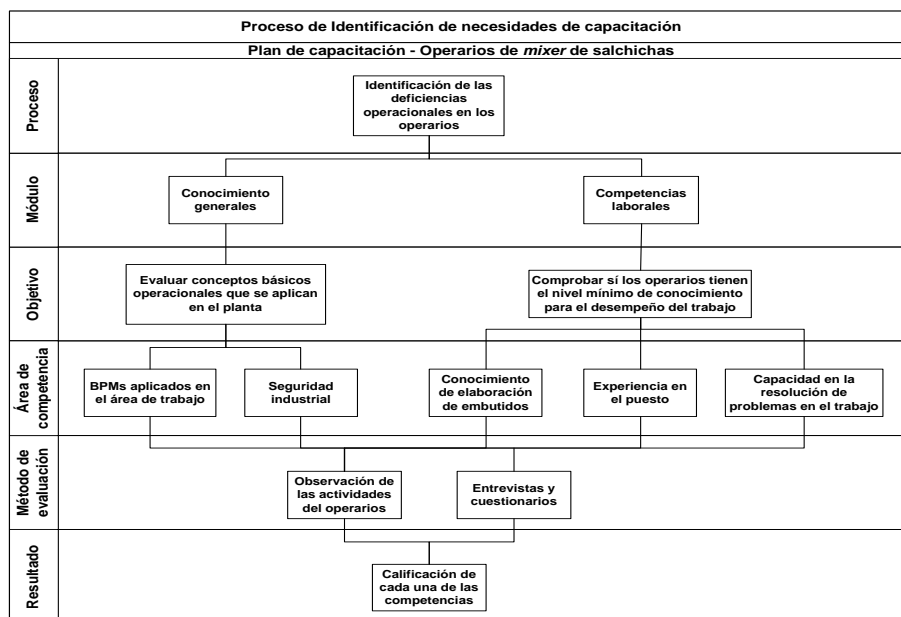 Proceso de Identificación de necesidades de capacitación
Plan de capacitación - Operarios de mixer de salchichas
Proceso
Identificación de las
deficiencias
operacionales en los
operarios
Módulo
Conocimiento
generales
Competencias
laborales
Objetivo
Evaluar conceptos básicos
operacionales que se aplican
en el planta
Comprobar sí los operarios tienen
el nivel mínimo de conocimiento
para el desempeño del trabajo
Área de
competencia
BPMs aplicados en
el área de trabajo
Seguridad
industrial
Conocimiento
de elaboración
de embutidos
Experiencia en
el puesto
Capacidad en la
resolución de
problemas en el trabajo
Método de
evaluación
Observación de
las actividades
del operarios
Entrevistas y
cuestionarios
Resultado
Calificación de
cada una de las
competencias